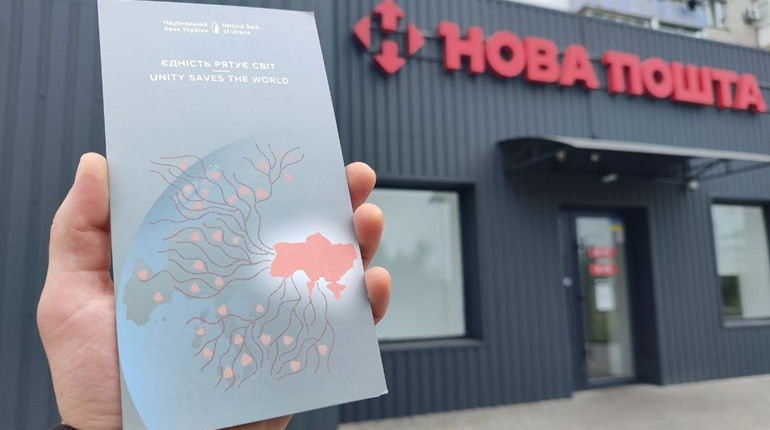 Національний
банк України
National Bank
of Ukraine
ЄДНІСТЬ РЯТУЄ СВІТ
UNITY SAVES THE WORLD
НОВА ПОШТА